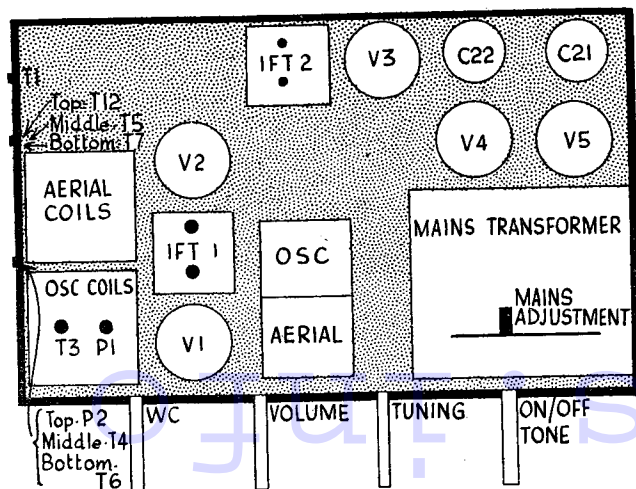 IFT 2
V3
C22
C21
T1
Top-T12
Middle-T5
Bottom-T7
V2
V4
V5
AERIAL
COILS
MAINS TRANSFORMER
IFT 1
OSC
OSC COILS
MAINS
ADJUSTMENT
T3 P1
V1
AERIAL
WC
VOLUME
TUNING
ON/OFF
TONE
Top-P2
Middle-T4
Bottom-
T6